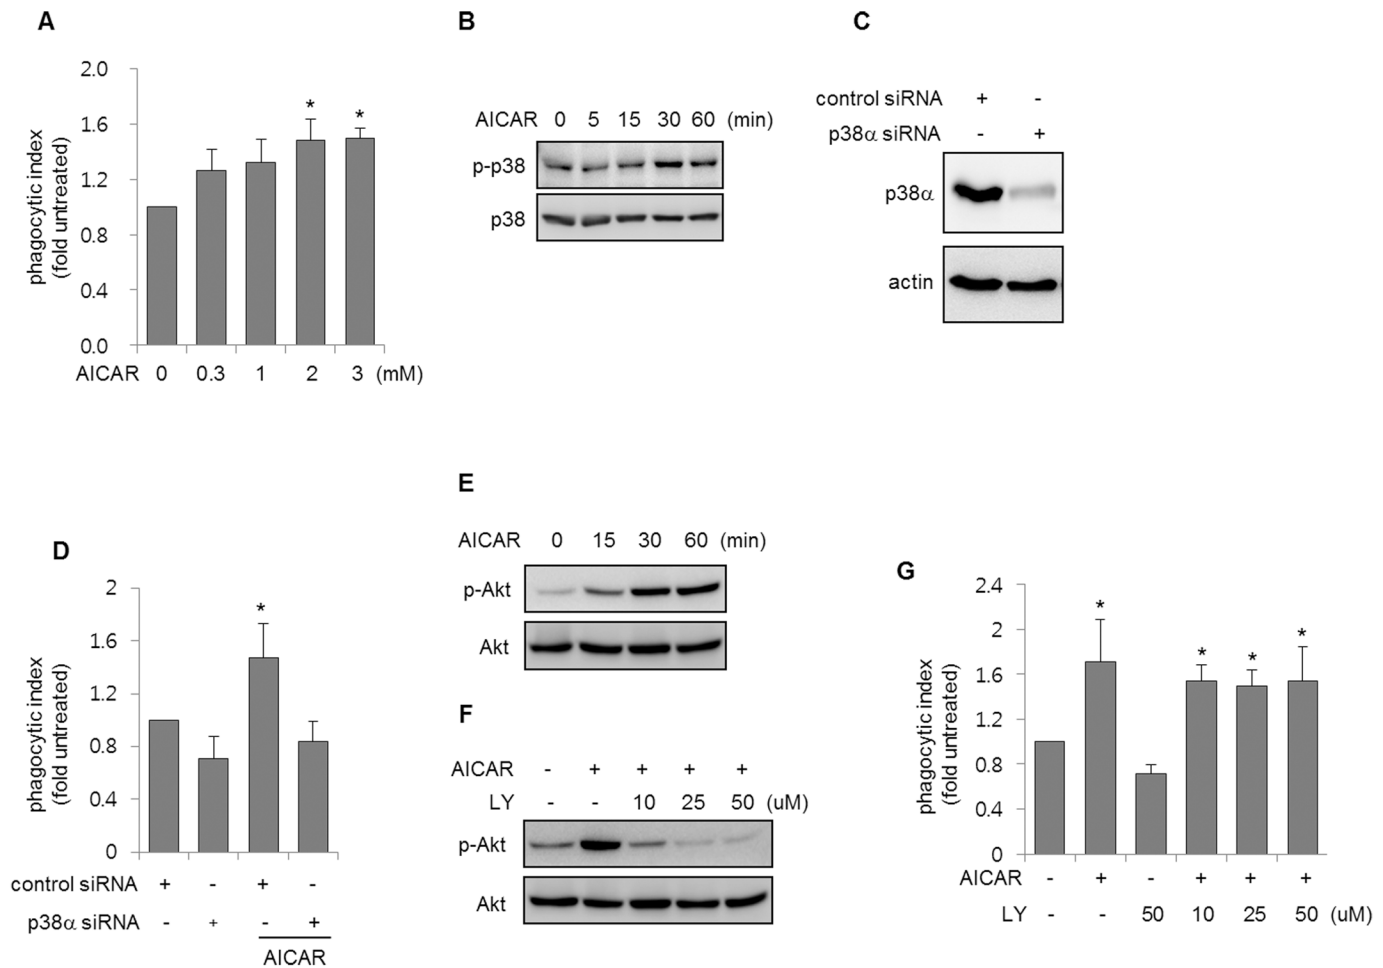 A
phagocytic index
(fold untreated)
2.0
1.6
1.2
0.8
0.4
0.0
* *
AICAR 0 0.3 1 2 3 (mM)
B
AICAR 0 5 15 30 60 (min)
p-p38
p38
C
control siRNA + -
p38α siRNA - +
p38α
actin
D
phagocytic index
(fold untreated)
2
1.6
1.2
0.8
0.4
0
*
control siRNA + - + -
p38α siRNA - + - +
AICAR
E
AICAR 0 15 30 60 (min)
p-Akt
Akt
F
AICAR - + + + +
LY - - 10 25 50 (uM)
p-Akt
Akt
G
phagocytic index
(fold untreated)
2.4
2
1.6
1.2
0.8
0.4
0
* * * *
AICAR - + - + + +
LY - - 50 10 25 50 (uM)